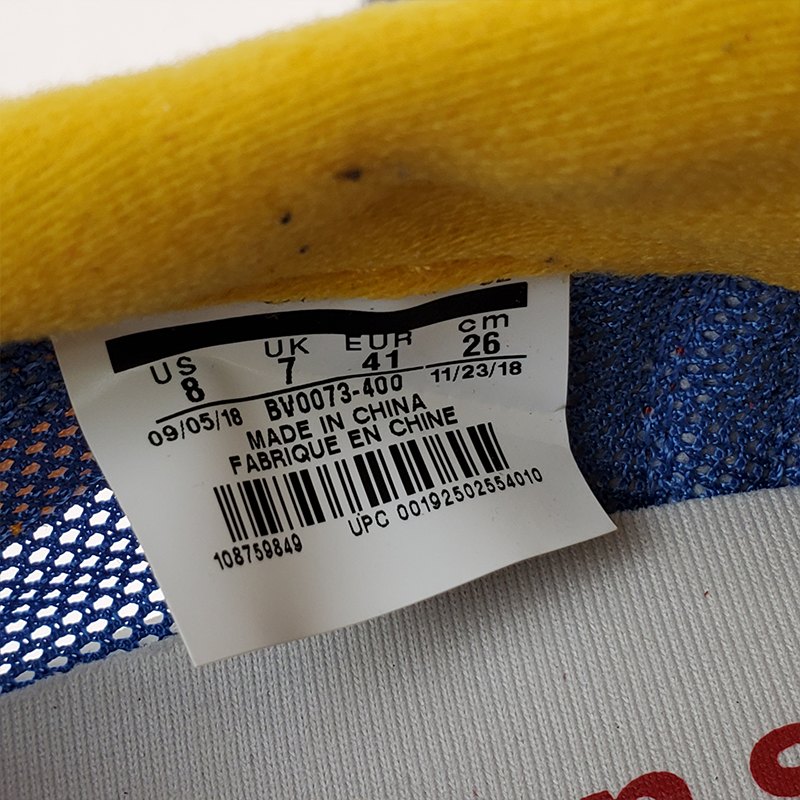 US UK EUR cm
8 7 41 26
09/05/18 BV0073-400 11/23/18
MADE IN CHINA
FABRIQUE EN CHINE
108759849 UPC 00192502554010